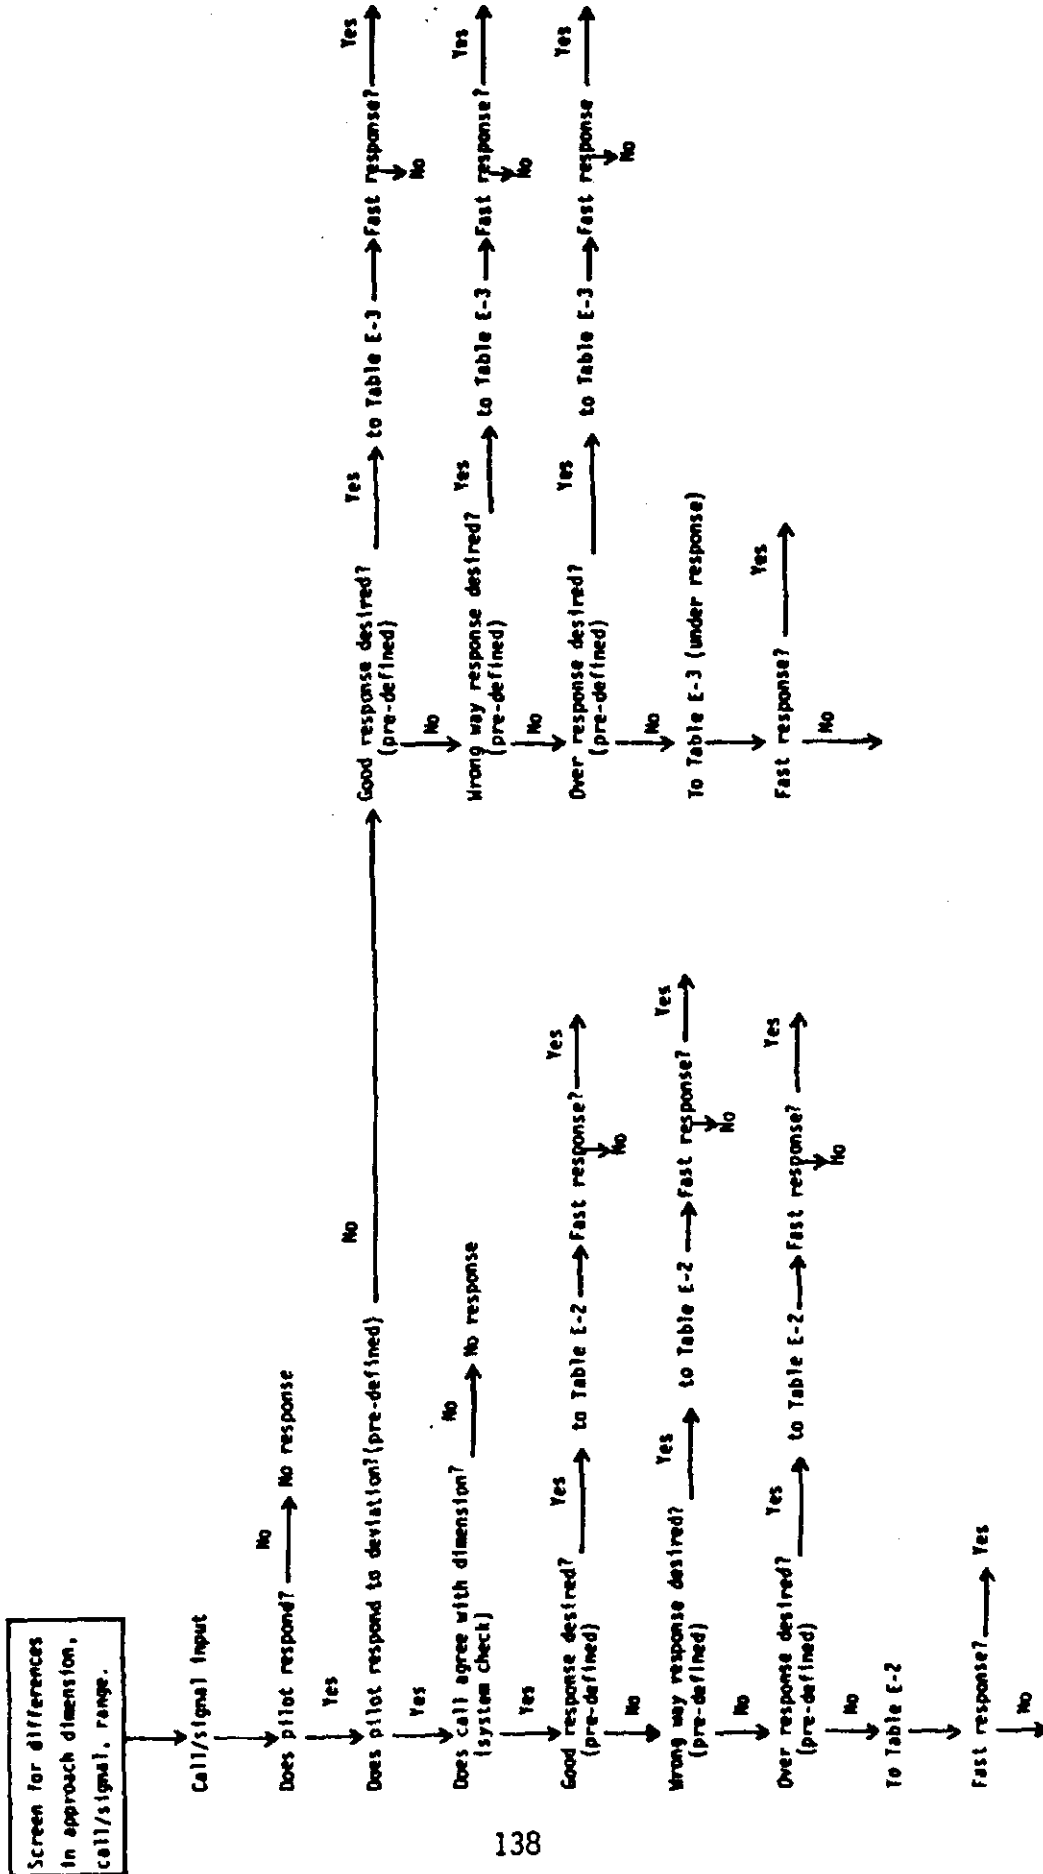 Screen for differences
in approach dimension,
call/signal, range.
Call/signal input
Does pilot respond?
No
No response
Yes
Does pilot respond to deviation?(pre-defined)
No
Yes
Does call agree with dimension?
(system check)
No
No response
Yes
Good response desired?
(pre-defined)
Yes
to Table E-2
Fast response?
Yes
No
No
Wrong way response desired?
(pre-defined)
Yes
to Table E-2
Fast response?
Yes
No
No
Over response desired?
(pre-defined)
Yes
to Table E-2
Fast response?
Yes
No
No
To Table E-2
Fast response?
Yes
No
Good response desired?
(pre-defined)
Yes
to Table E-3
Fast response?
Yes
No
No
Wrong way response desired?
(pre-defined)
Yes
to Table E-3
Fast response?
Yes
No
No
Over response desired?
(pre-defined)
Yes
to Table E-3
Fast response
Yes
No
No
To Table E-3 (under response)
Fast response?
Yes
No
138